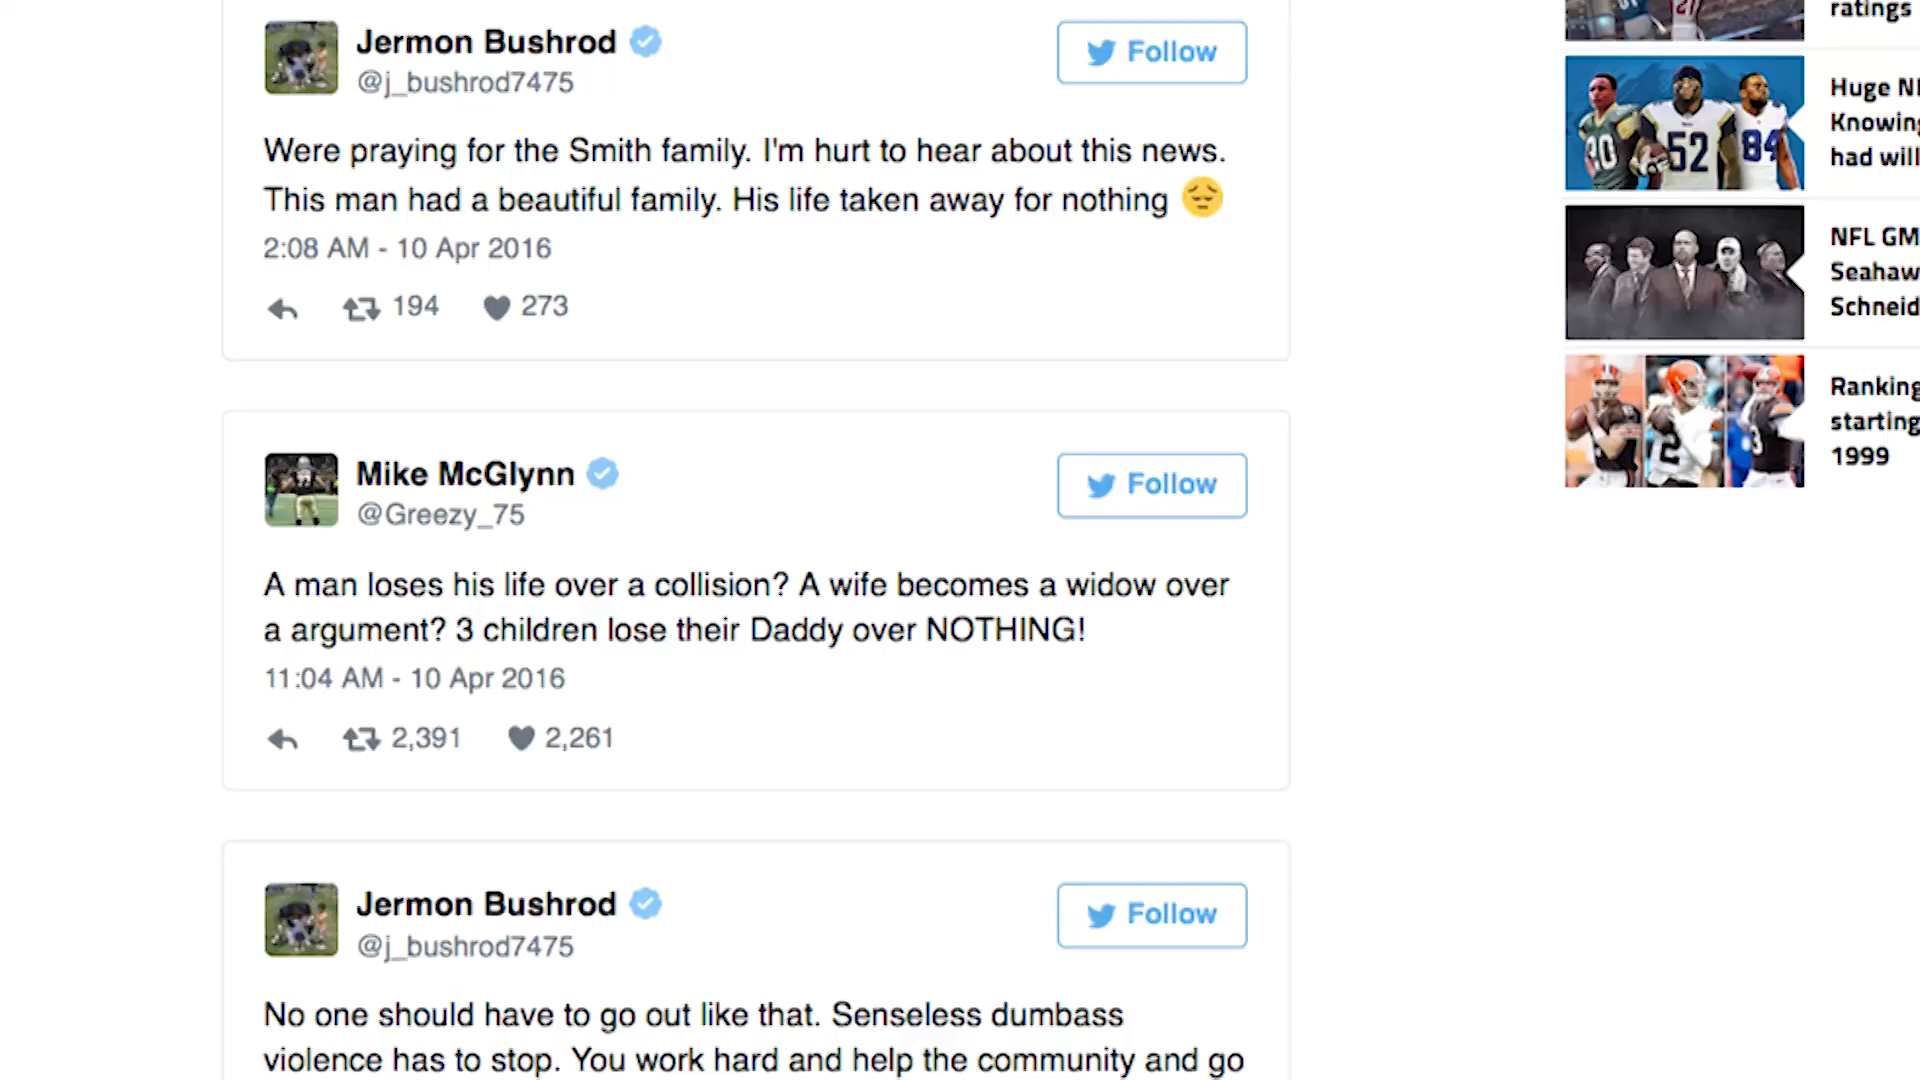 Jermon Bushrod
@j_bushrod7475
Follow
Were praying for the Smith family. I'm hurt to hear about this news.
This man had a beautiful family. His life taken away for nothing 😔
2:08 AM - 10 Apr 2016
194 273
Mike McGlynn
@Greezy_75
Follow
A man loses his life over a collision? A wife becomes a widow over
a argument? 3 children lose their Daddy over NOTHING!
11:04 AM - 10 Apr 2016
2,391 2,261
Jermon Bushrod
@j_bushrod7475
Follow
No one should have to go out like that. Senseless dumbass
violence has to stop. You work hard and help the community and go
ratings
Huge
Knowing
had will
52
84
NFL GM
Seahaw
Schneid
Ranking
starting
1999
2
3